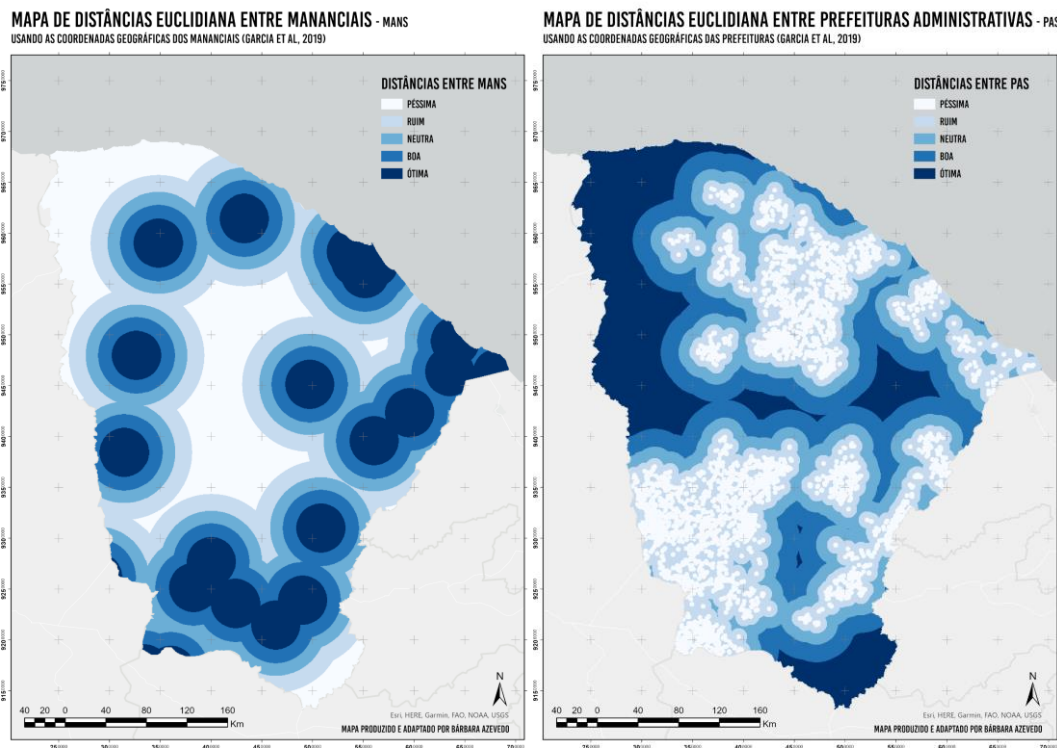 MAPA DE DISTÂNCIAS EUCLIDIANA ENTRE MANANCIAIS - MANS
USANDO AS COORDENADAS GEOGRÁFICAS DOS MANANCIAIS (GARCIA ET AL, 2019)
DISTÂNCIAS ENTRE MANS
PÉSSIMA
RUIM
NEUTRA
BOA
ÓTIMA
N
40 20 0 40 80 120 160
Km
Esri, HERE, Garmin, FAO, NOAA, USGS
MAPA PRODUZIDO E ADAPTADO POR BÁRBARA AZEVEDO
MAPA DE DISTÂNCIAS EUCLIDIANA ENTRE PREFEITURAS ADMINISTRATIVAS - PAS
USANDO AS COORDENADAS GEOGRÁFICAS DAS PREFEITURAS (GARCIA ET AL, 2019)
DISTÂNCIAS ENTRE PAS
PÉSSIMA
RUIM
NEUTRA
BOA
ÓTIMA
N
40 20 0 40 80 120 160
Km
Esri, HERE, Garmin, FAO, NOAA, USGS
MAPA PRODUZIDO E ADAPTADO POR BÁRBARA AZEVEDO